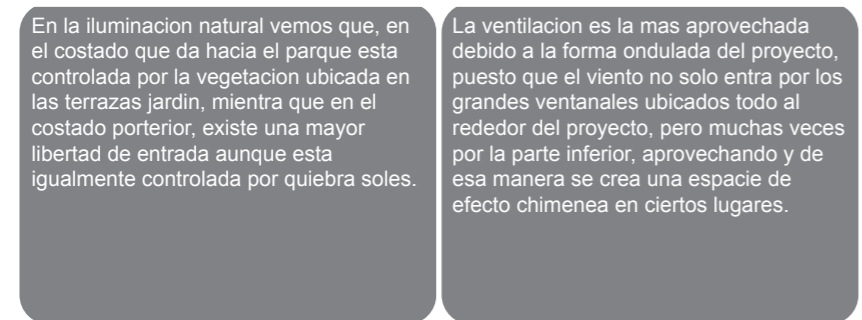 En la iluminacion natural vemos que, en
el costado que da hacia el parque esta
controlada por la vegetacion ubicada en
las terrazas jardin, mientra que en el
costado porterior, existe una mayor
libertad de entrada aunque esta
igualmente controlada por quiebra soles.
La ventilacion es la mas aprovechada
debido a la forma ondulada del proyecto,
puesto que el viento no solo entra por los
grandes ventanales ubicados todo al
rededor del proyecto, pero muchas veces
por la parte inferior, aprovechando y de
esa manera se crea una espacie de
efecto chimenea en ciertos lugares.